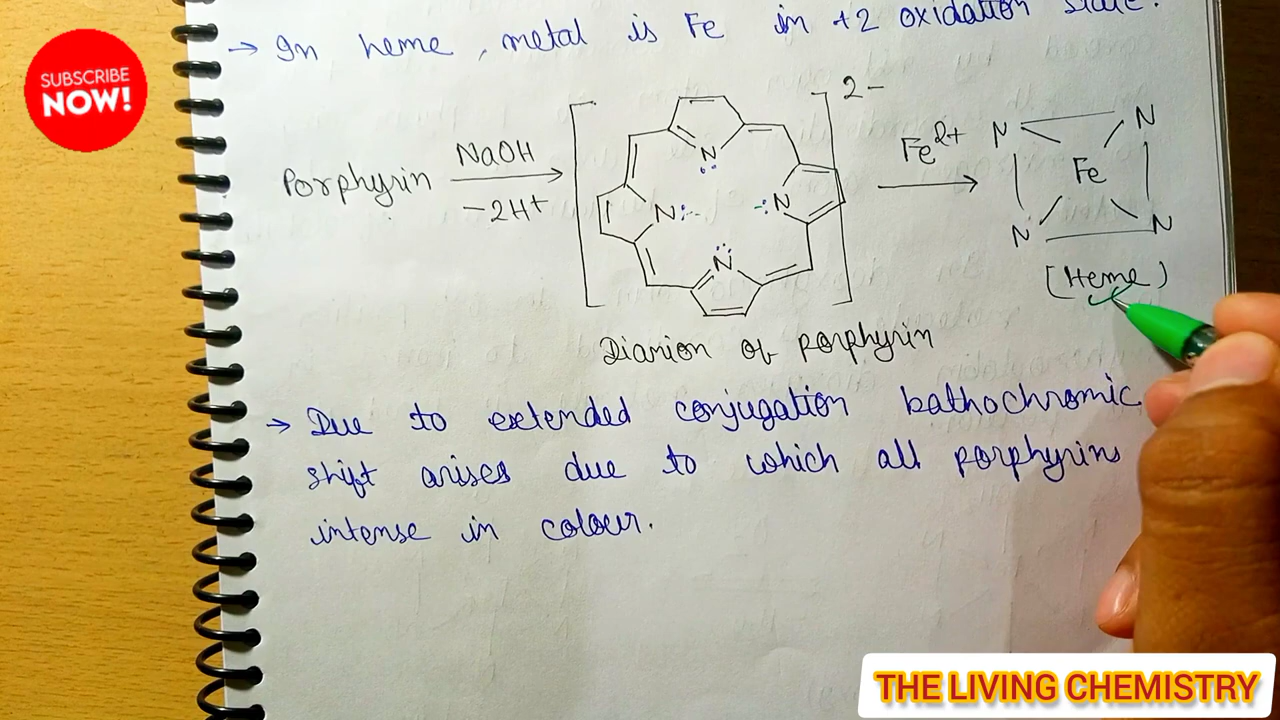 SUBSCRIBE
NOW!
→ In heme, metal is Fe in +2 oxidation state.
Porphyrin
NaOH
-2H+
N
N
N
N
2-
Fe2+
N
N
Fe
N
N
(Heme)
Dianion of porphyrin
→ Due to extended conjugation bathochromic
shift arises due to which all porphyrins
intense in colour.
THE LIVING CHEMISTRY